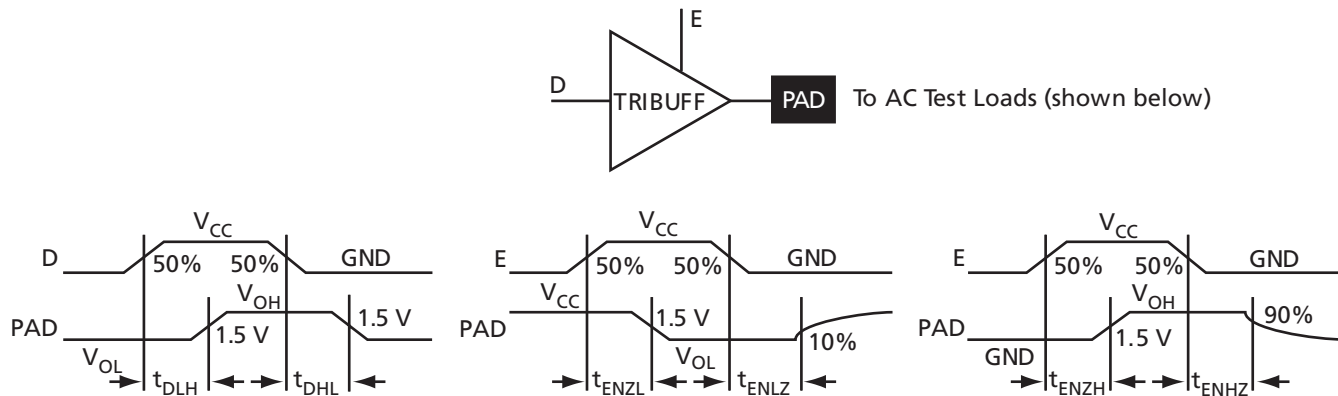 E
D
TRIBUFF
PAD
To AC Test Loads (shown below)
D
V_CC
50%
50%
GND
PAD
V_OL
V_OH
1.5 V
1.5 V
t_DLH
t_DHL
E
V_CC
50%
50%
GND
V_CC
PAD
1.5 V
V_OL
10%
t_ENZL
t_ENLZ
E
V_CC
50%
50%
GND
PAD
GND
V_OH
1.5 V
90%
t_ENZH
t_ENHZ